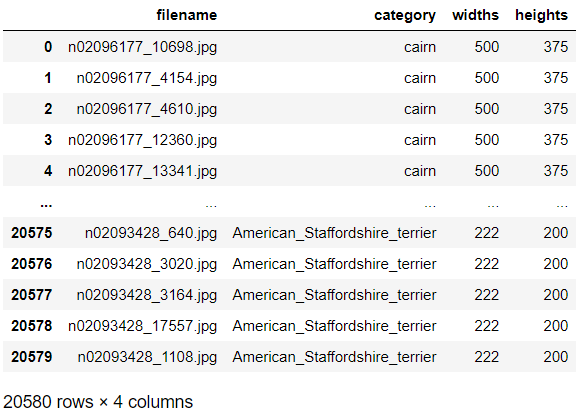 filename category widths heights
0 n02096177_10698.jpg cairn 500 375
1 n02096177_4154.jpg cairn 500 375
2 n02096177_4610.jpg cairn 500 375
3 n02096177_12360.jpg cairn 500 375
4 n02096177_13341.jpg cairn 500 375
... ... ... ... ...
20575 n02093428_640.jpg American_Staffordshire_terrier 222 200
20576 n02093428_3020.jpg American_Staffordshire_terrier 222 200
20577 n02093428_3164.jpg American_Staffordshire_terrier 222 200
20578 n02093428_17557.jpg American_Staffordshire_terrier 222 200
20579 n02093428_1108.jpg American_Staffordshire_terrier 222 200
20580 rows × 4 columns